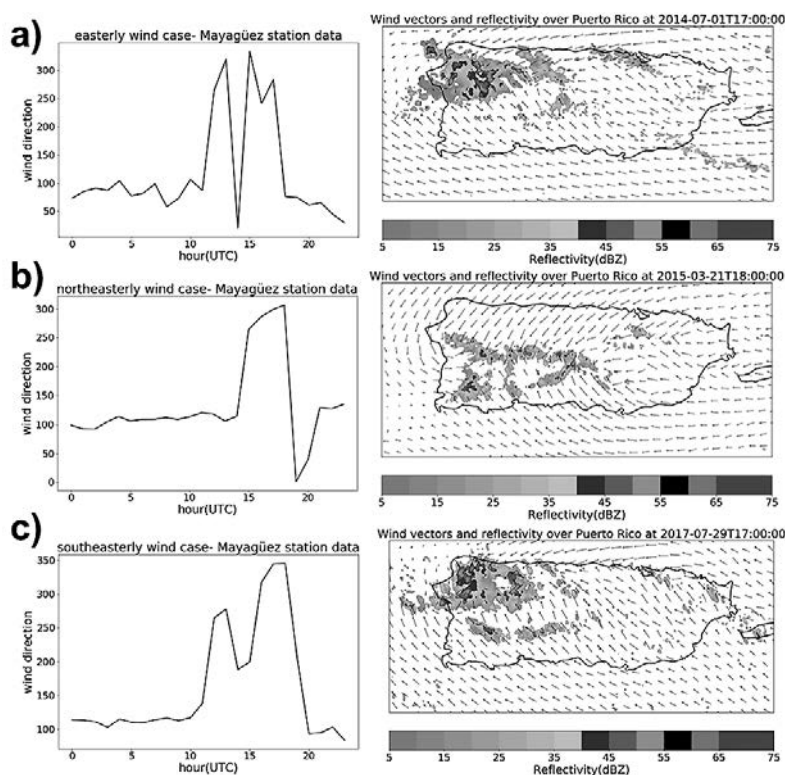 a)
easterly wind case- Mayagüez station data
wind direction
300
250
200
150
100
50
0 5 10 15 20
hour(UTC)
Wind vectors and reflectivity over Puerto Rico at 2014-07-01T17:00:00
5 15 25 35 45 55 65 75
Reflectivity(dBZ)
b)
northeasterly wind case- Mayagüez station data
wind direction
300
250
200
150
100
50
0
0 5 10 15 20
hour(UTC)
Wind vectors and reflectivity over Puerto Rico at 2015-03-21T18:00:00
5 15 25 35 45 55 65 75
Reflectivity(dBZ)
c)
southeasterly wind case- Mayagüez station data
wind direction
350
300
250
200
150
100
0 5 10 15 20
hour(UTC)
Wind vectors and reflectivity over Puerto Rico at 2017-07-29T17:00:00
5 15 25 35 45 55 65 75
Reflectivity(dBZ)